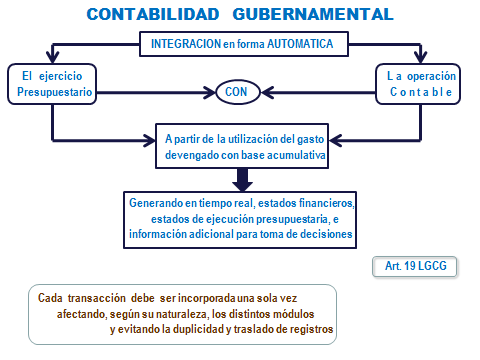 CONTABILIDAD GUBERNAMENTAL
INTEGRACION en forma AUTOMATICA
El ejercicio
Presupuestario
CON
La operación
Contable
A partir de la utilización del gasto
devengado con base acumulativa
Generando en tiempo real, estados financieros,
estados de ejecución presupuestaria, e
información adicional para toma de decisiones
Art. 19 LGCG
Cada transacción debe ser incorporada una sola vez
afectando, según su naturaleza, los distintos módulos
y evitando la duplicidad y traslado de registros